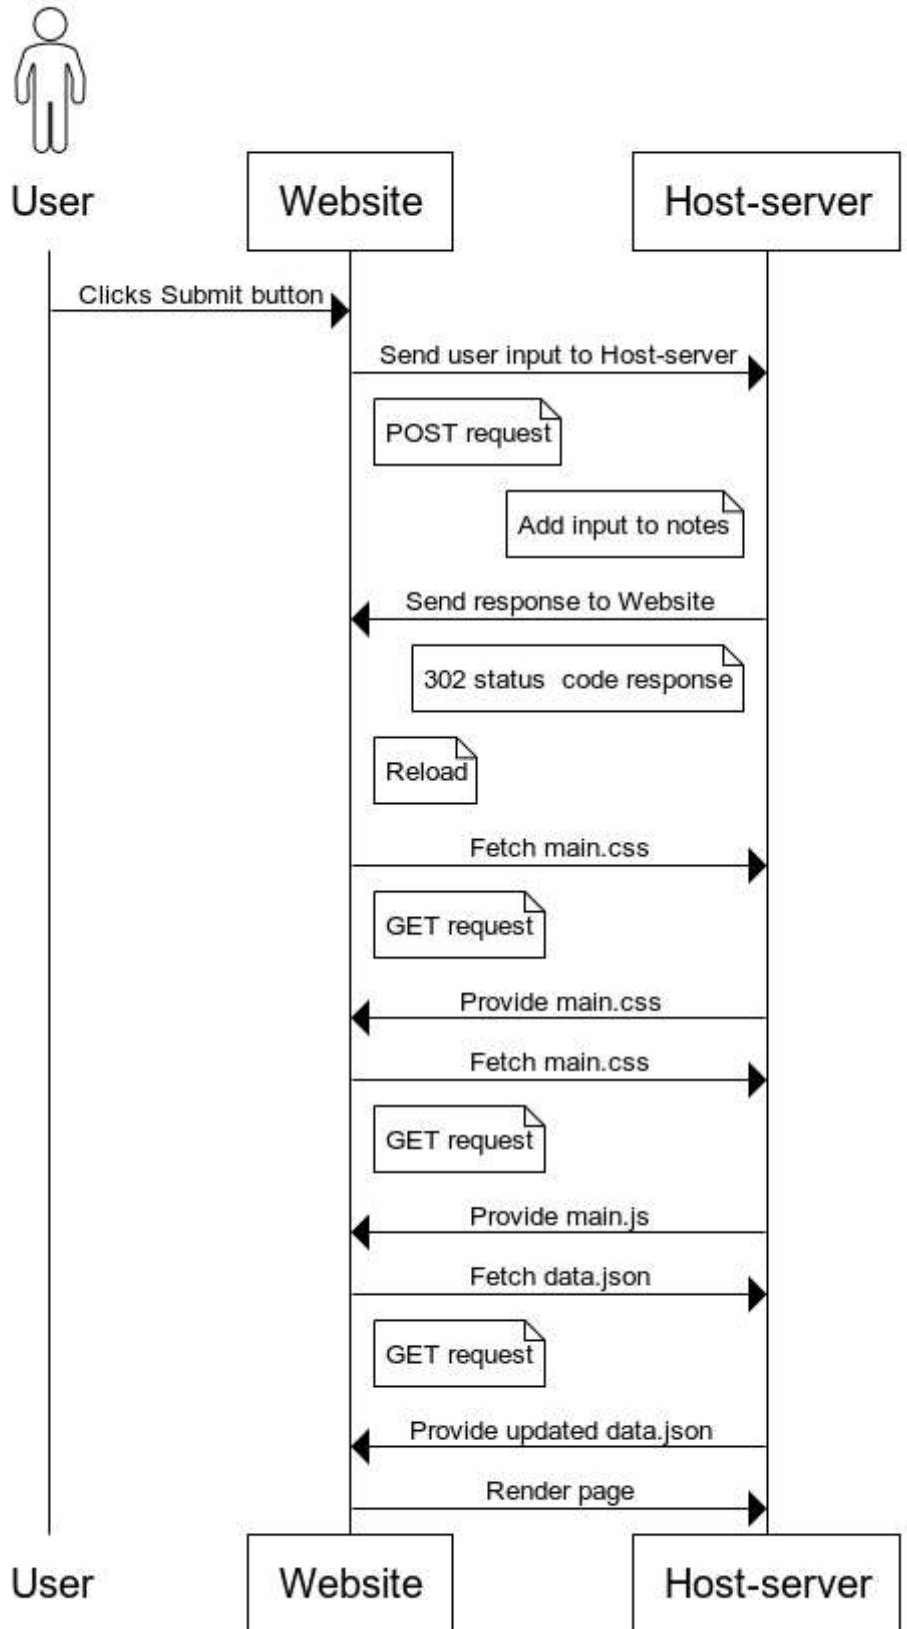 User
Website
Host-server
Clicks Submit button
Send user input to Host-server
POST request
Add input to notes
Send response to Website
302 status  code response
Reload
Fetch main.css
GET request
Provide main.css
Fetch main.css
GET request
Provide main.js
Fetch data.json
GET request
Provide updated data.json
Render page
User
Website
Host-server